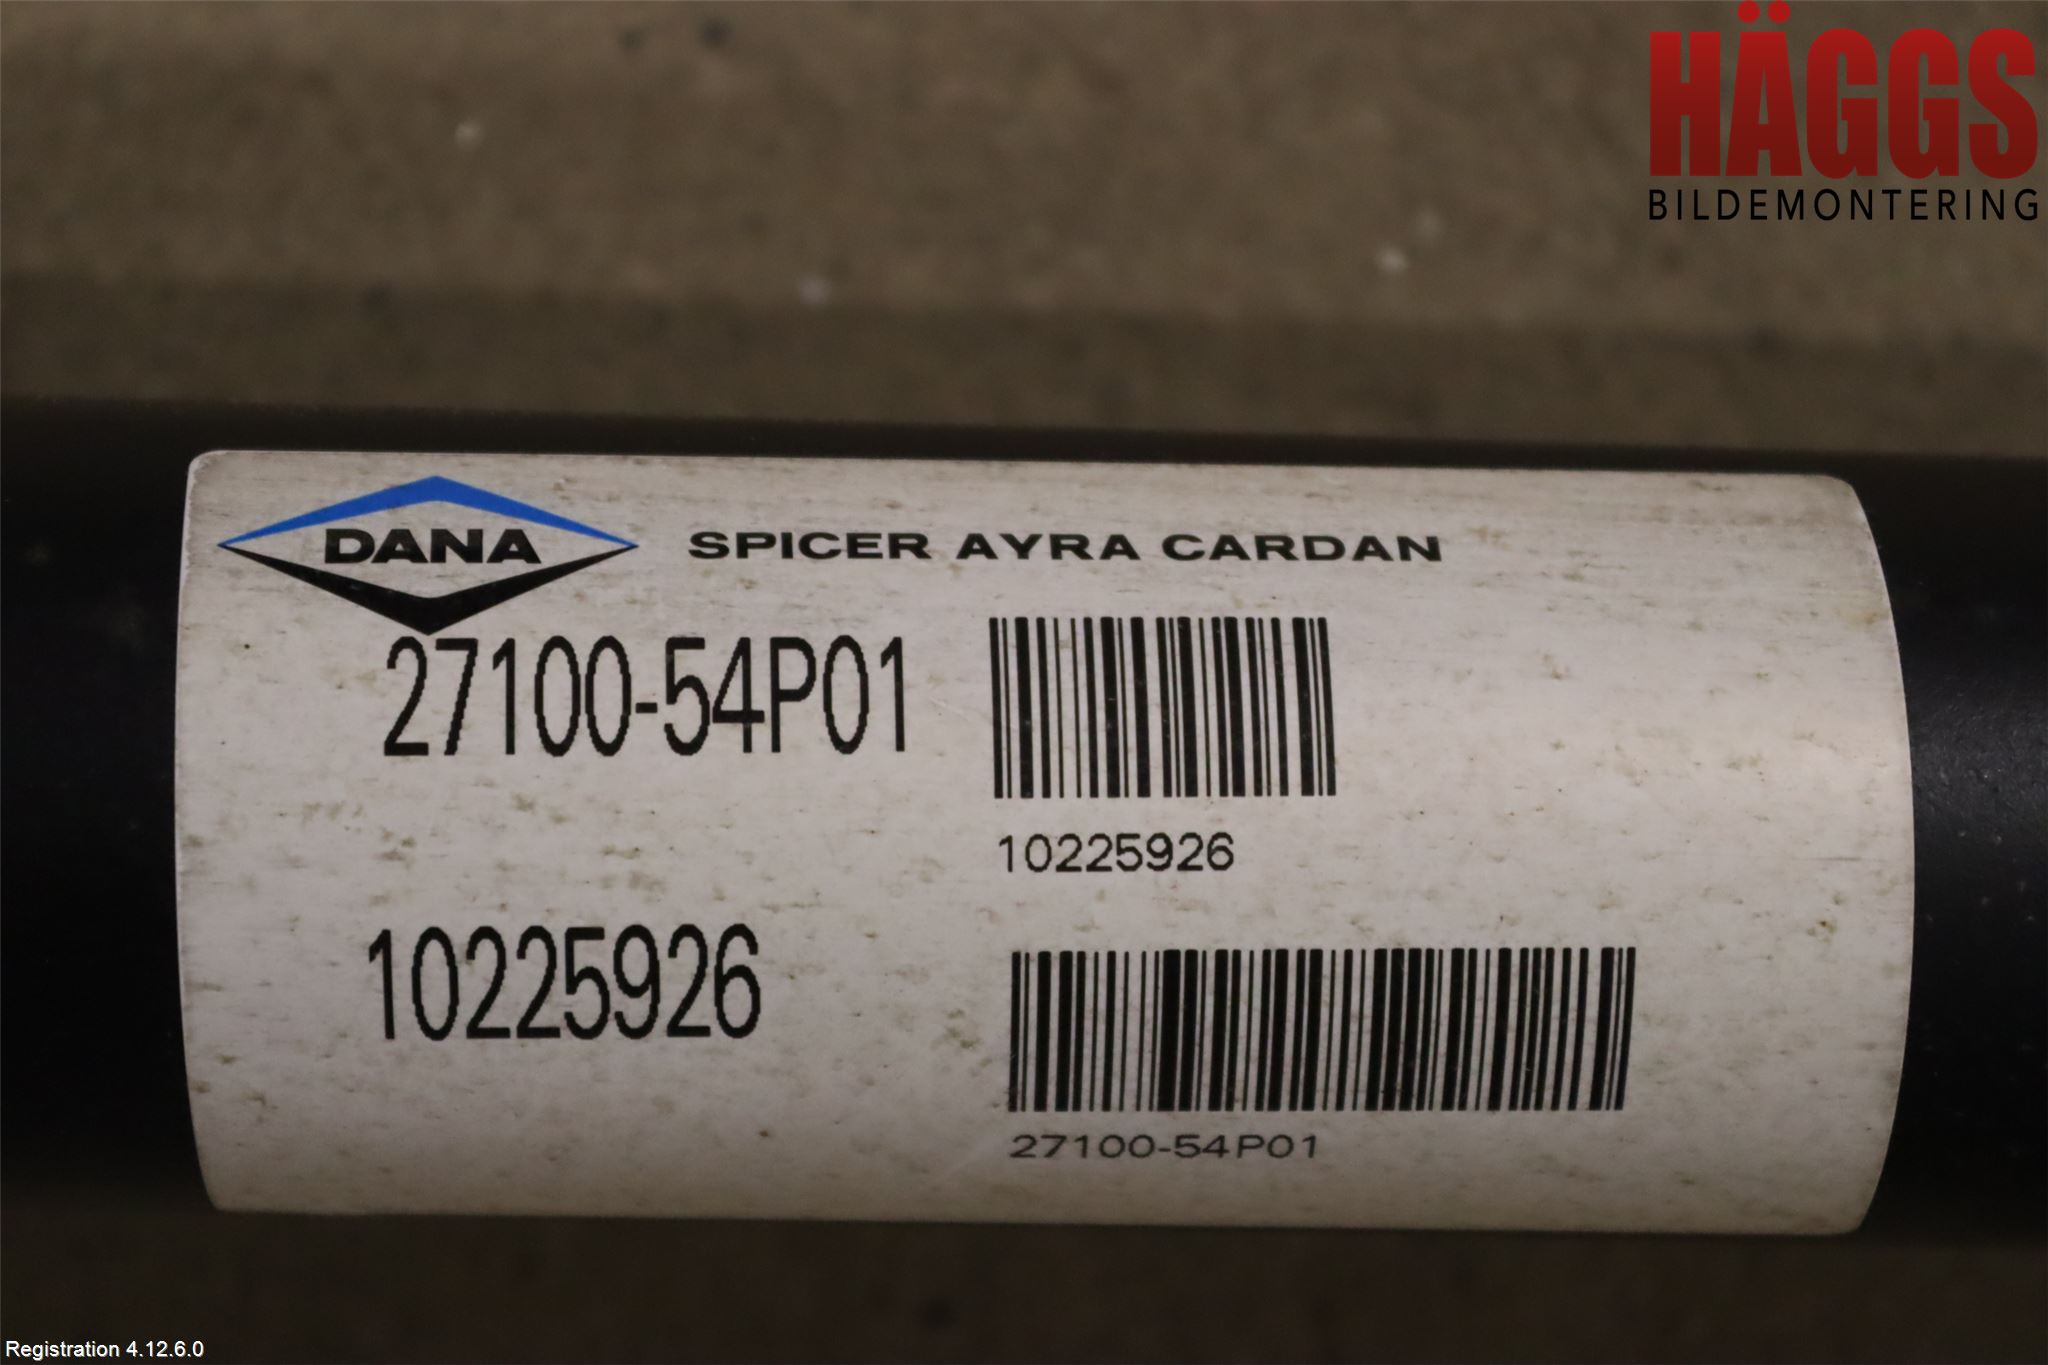 HÄGGS
BILDEMONTERING
DANA SPICER AYRA CARDAN
27100-54P01
10225926
10225926
27100-54P01
Registration 4.12.6.0